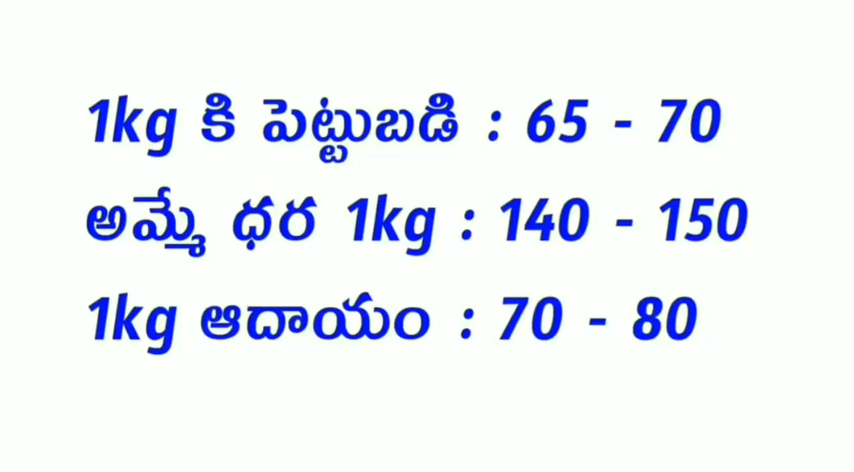 1kg కి పెట్టుబడి : 65 - 70
అమ్మే ధర 1kg : 140 - 150
1kg ఆదాయం : 70 - 80